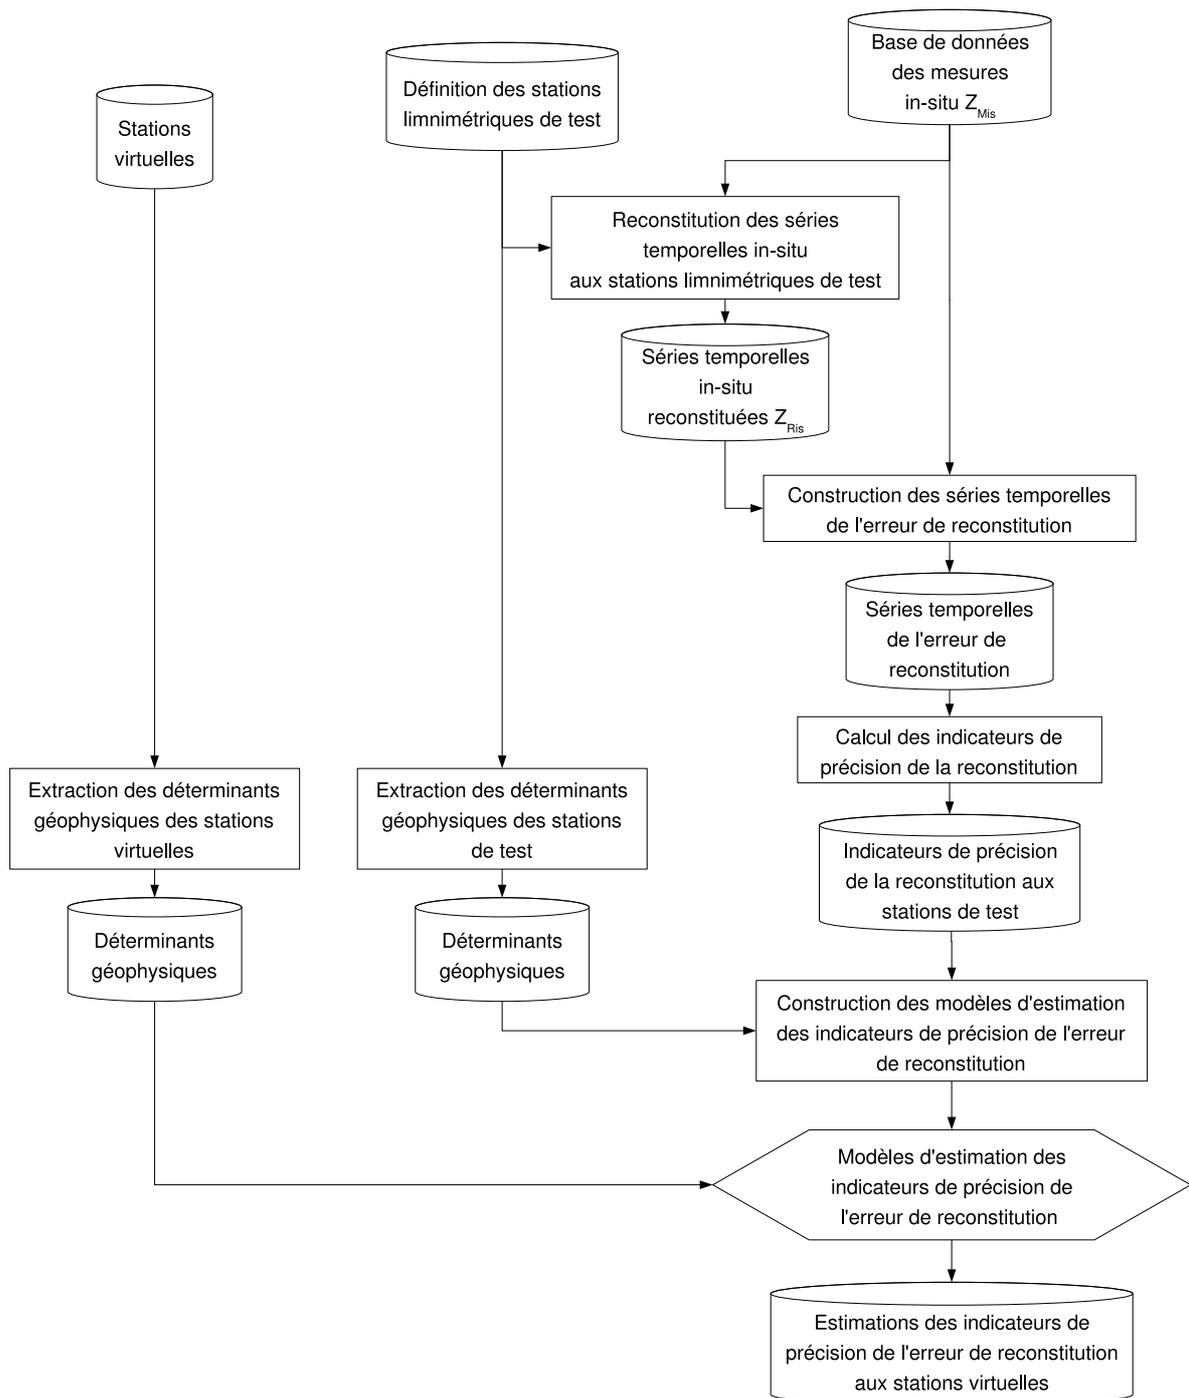 Base de données
des mesures
in-situ Z_Mis
Définition des stations
limnimétriques de test
Stations
virtuelles
Reconstitution des séries
temporelles in-situ
aux stations limnimétriques de test
Séries temporelles
in-situ
reconstituées Z_Ris
Construction des séries temporelles
de l'erreur de reconstitution
Séries temporelles
de l'erreur de
reconstitution
Calcul des indicateurs de
précision de la reconstitution
Extraction des déterminants
géophysiques des stations
virtuelles
Extraction des déterminants
géophysiques des stations
de test
Indicateurs de précision
de la reconstitution aux
stations de test
Déterminants
géophysiques
Déterminants
géophysiques
Construction des modèles d'estimation
des indicateurs de précision de l'erreur
de reconstitution
Modèles d'estimation des
indicateurs de précision de
l'erreur de reconstitution
Estimations des indicateurs de
précision de l'erreur de reconstitution
aux stations virtuelles